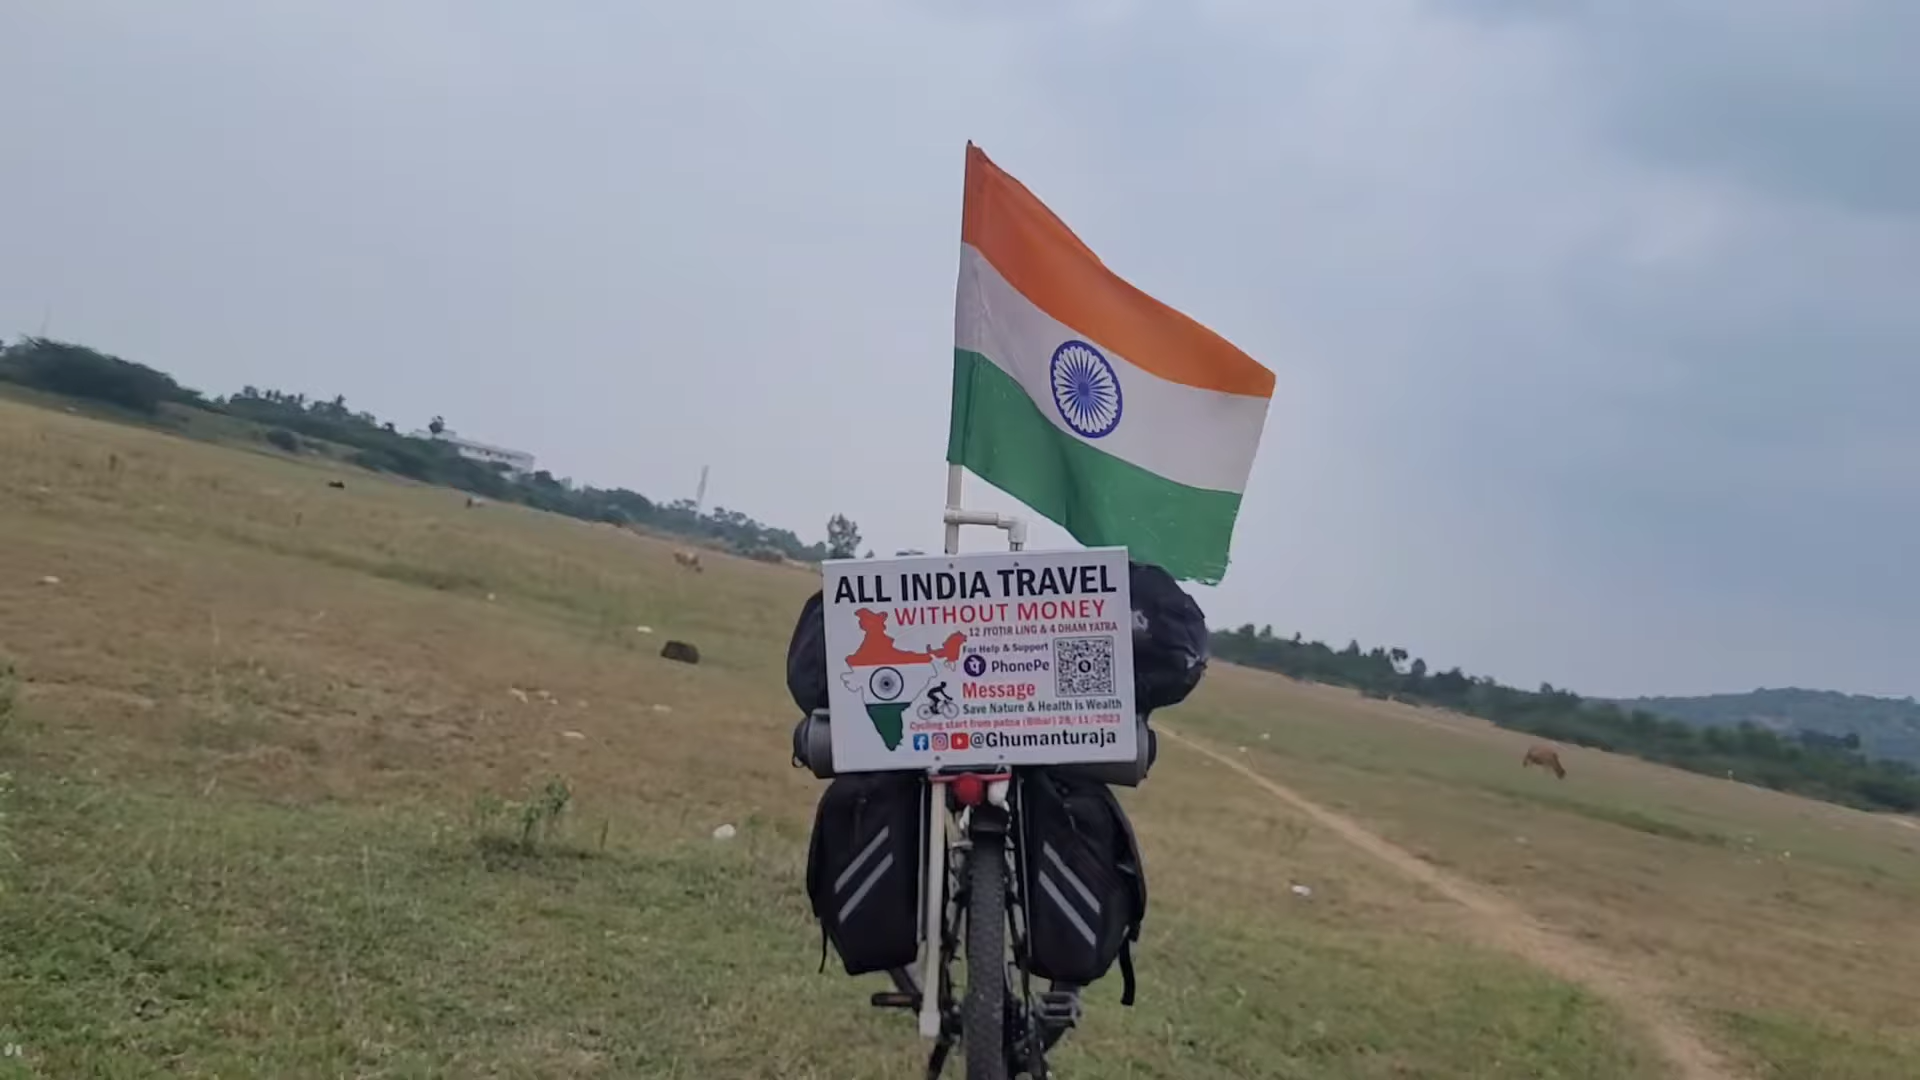 ALL INDIA TRAVEL
WITHOUT MONEY
12 JYOTIR LING & 4 DHAM YATRA
For Help & Support
PhonePe
Message
Save Nature & Health is Wealth
Cycling start from patna (Bihar) 26/11/2023
@Ghumanturaja